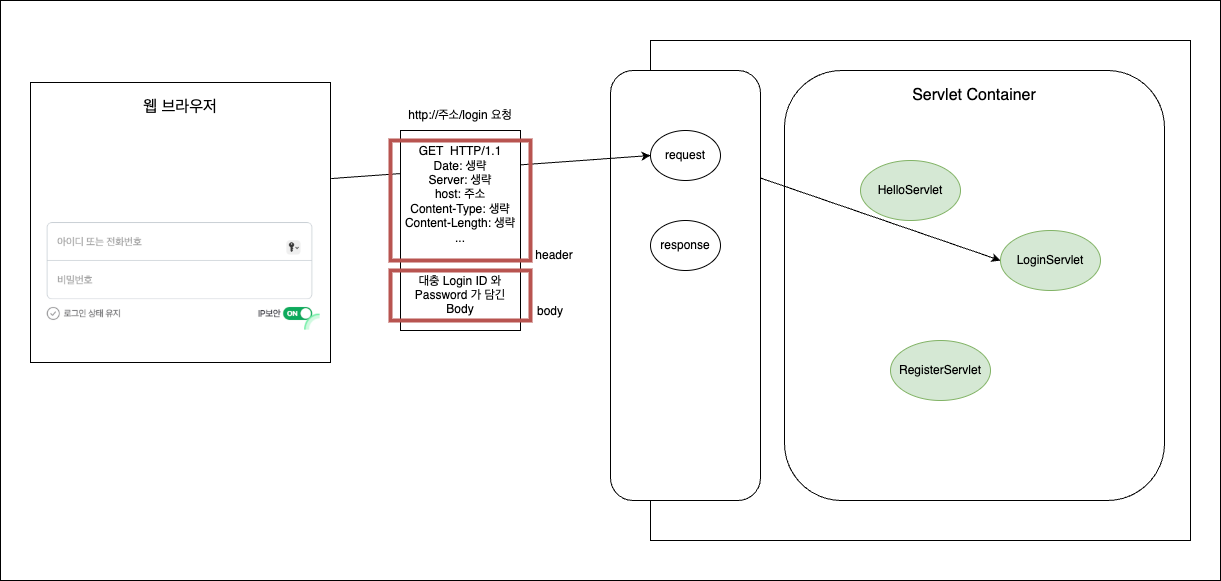 웹 브라우저
아이디 또는 전화번호
비밀번호
로그인 상태 유지
IP보안
ON
http://주소/login 요청
GET HTTP/1.1
Date: 생략
Server: 생략
host: 주소
Content-Type: 생략
Content-Length: 생략
...
header
대충 Login ID 와
Password 가 담긴
Body
body
request
response
Servlet Container
HelloServlet
LoginServlet
RegisterServlet